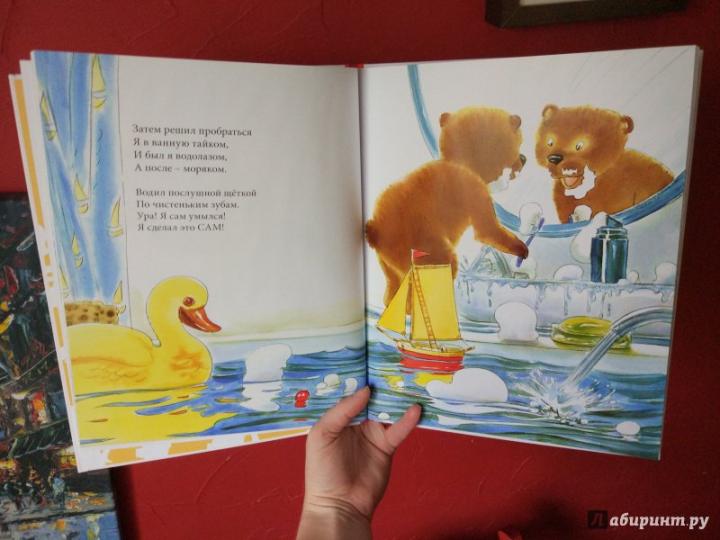 Затем решил пробраться
Я в ванную тайком,
И был я водолазом,
А после – моряком.
Водил послушной щёткой
По чистеньким зубам.
Ура! Я сам умылся!
Я сделал это САМ!
Лабиринт.ру